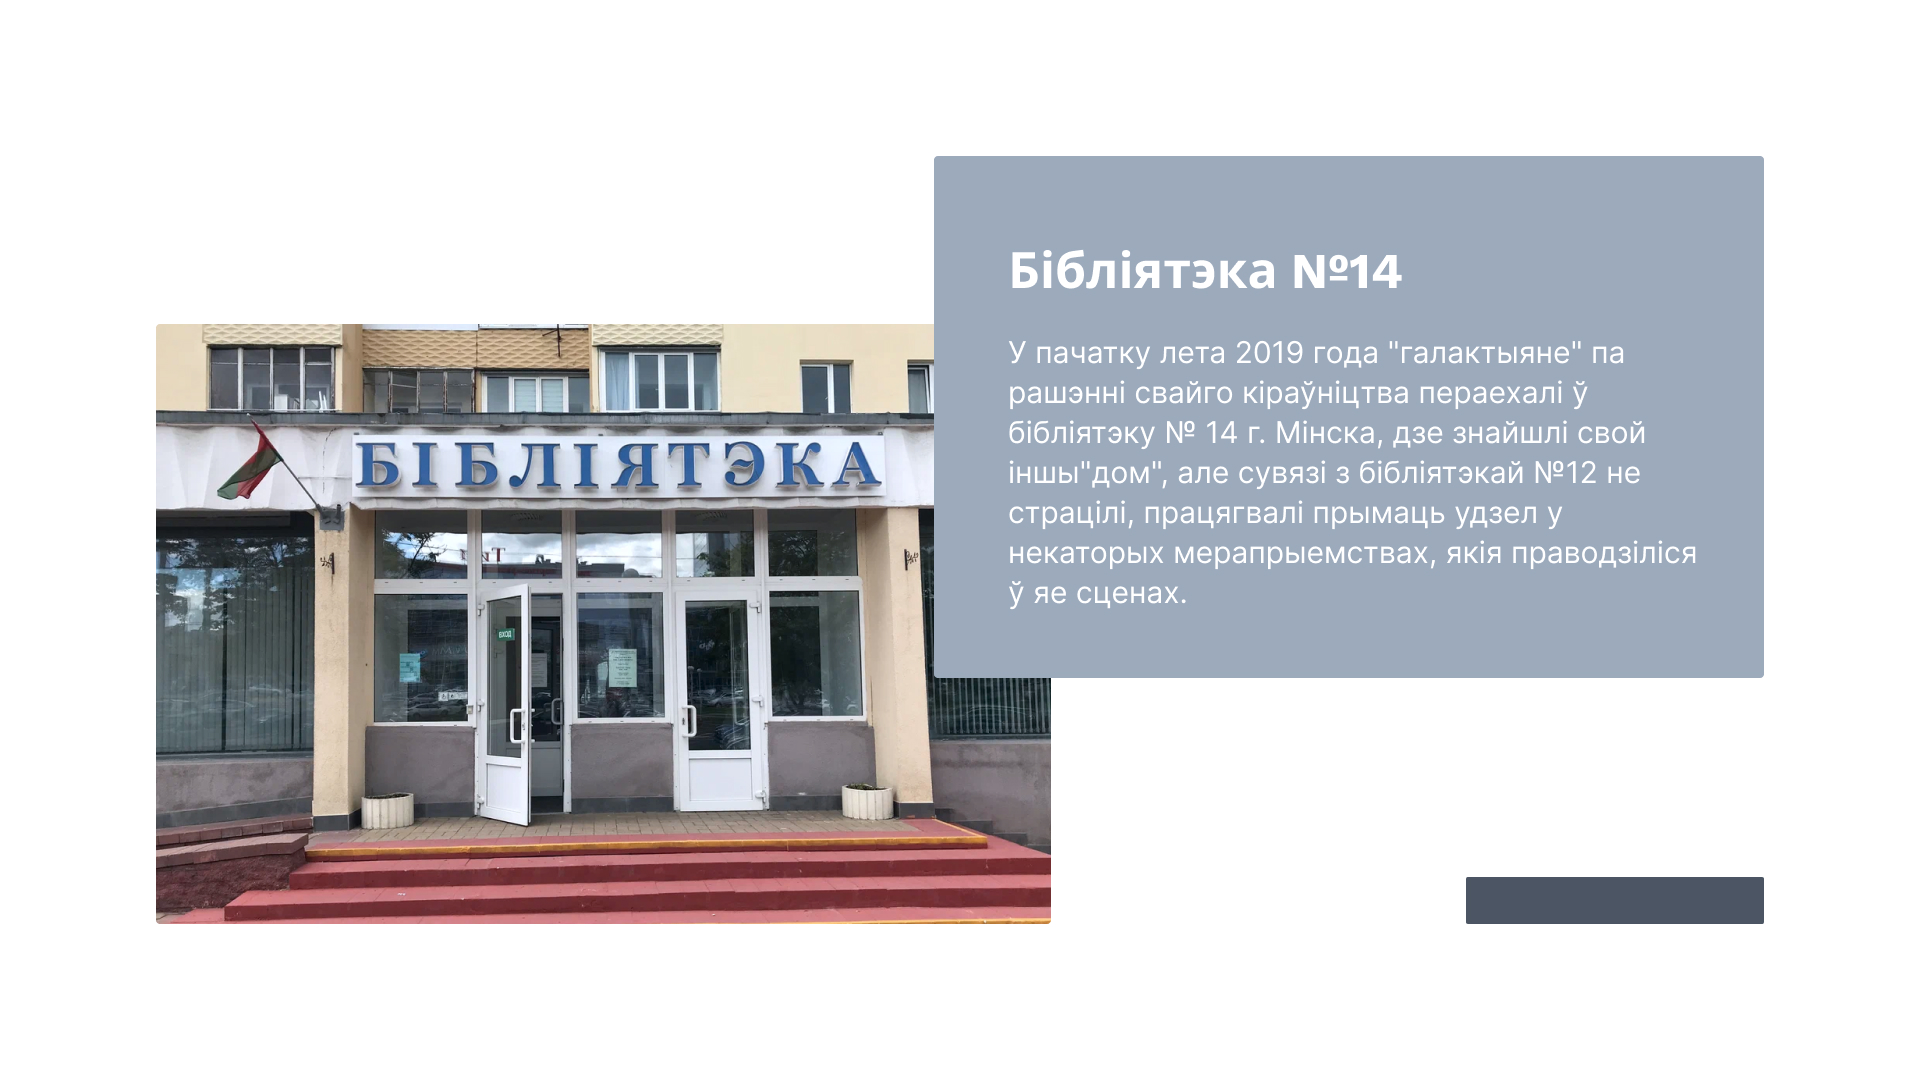 Бібліятэка №14
У пачатку лета 2019 года "галактыяне" па
рашэнні свайго кіраўніцтва пераехалі ў
бібліятэку № 14 г. Мінска, дзе знайшлі свой
іншы"дом", але сувязі з бібліятэкай №12 не
страцілі, працягвалі прымаць удзел у
некаторых мерапрыемствах, якія праводзіліся
ў яе сценах.
БІБЛІЯТЭКА
ВХОД